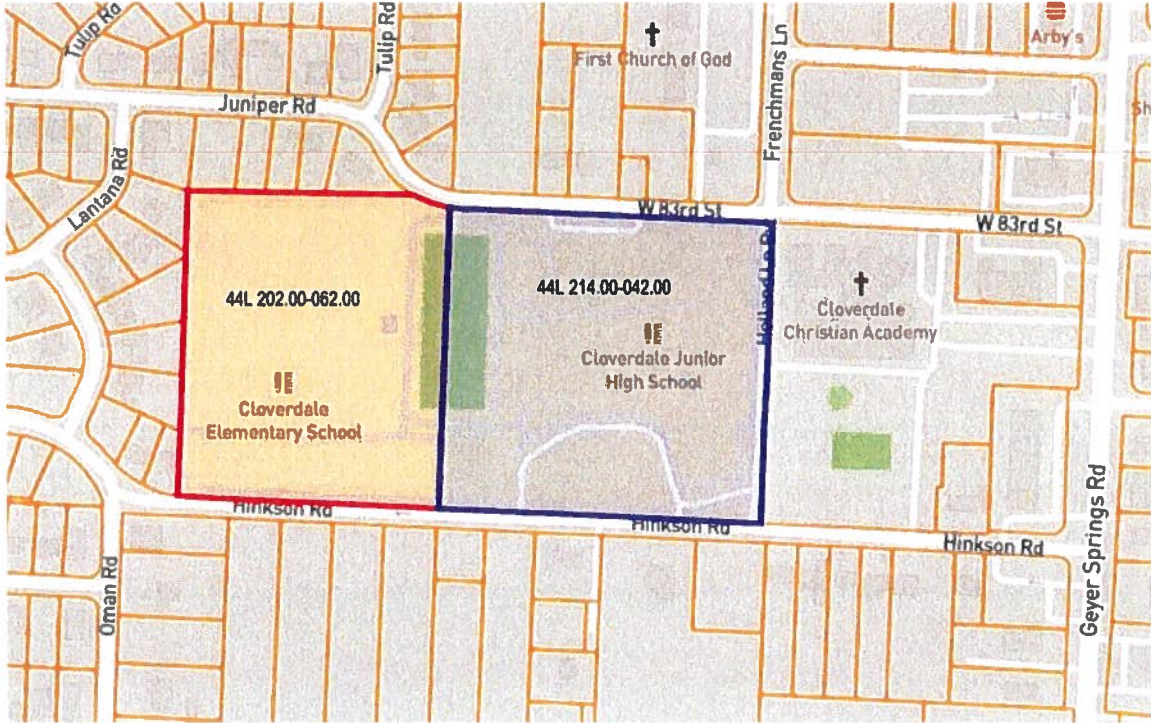 Tulip Rd
Tulip Rd
First Church of God
Frenchmans Ln
Arby's
Sh
Juniper Rd
Lantana Rd
W 83rd St
W 83rd St
44L 202.00-062.00
44L 214.00-042.00
Cloverdale
Christian Academy
Cloverdale Junior
High School
Cloverdale
Elementary School
Hinkson Rd
Hinkson Rd
Hinkson Rd
Oman Rd
Geyer Springs Rd